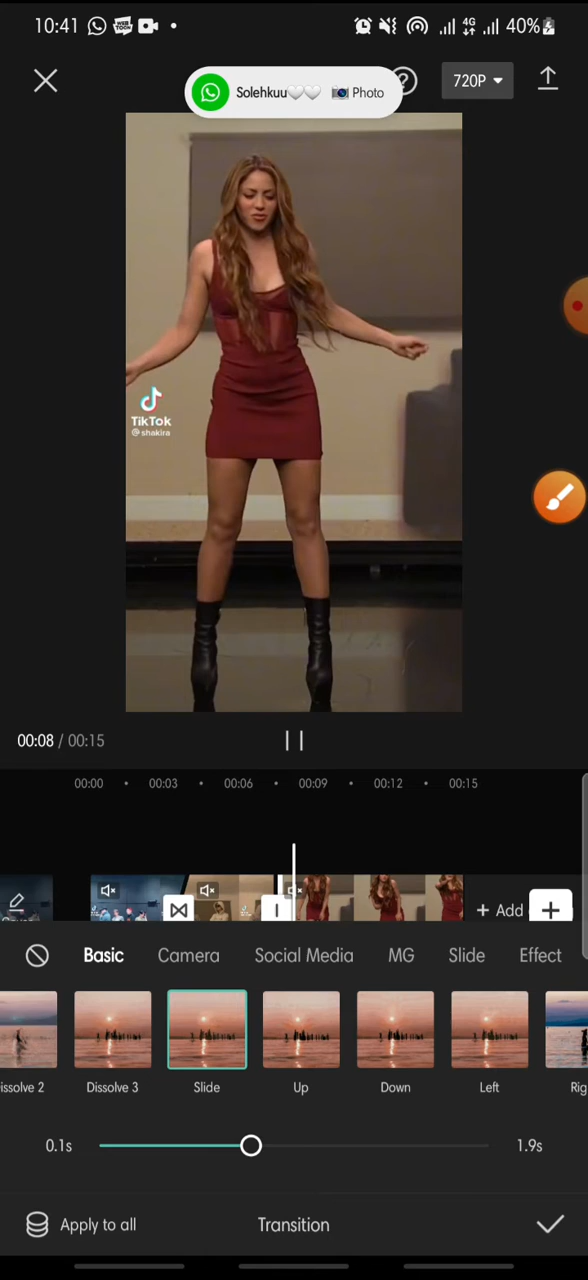 10:41
4G
40%
Solehkuu🤍🤍 📷 Photo
?
720P
TikTok
@shakira
00:08 / 00:15
00:00 • 00:03 • 00:06 • 00:09 • 00:12 • 00:15
+ Add
Basic Camera Social Media MG Slide Effect
issolve 2 Dissolve 3 Slide Up Down Left Rig
0.1s 1.9s
Apply to all Transition